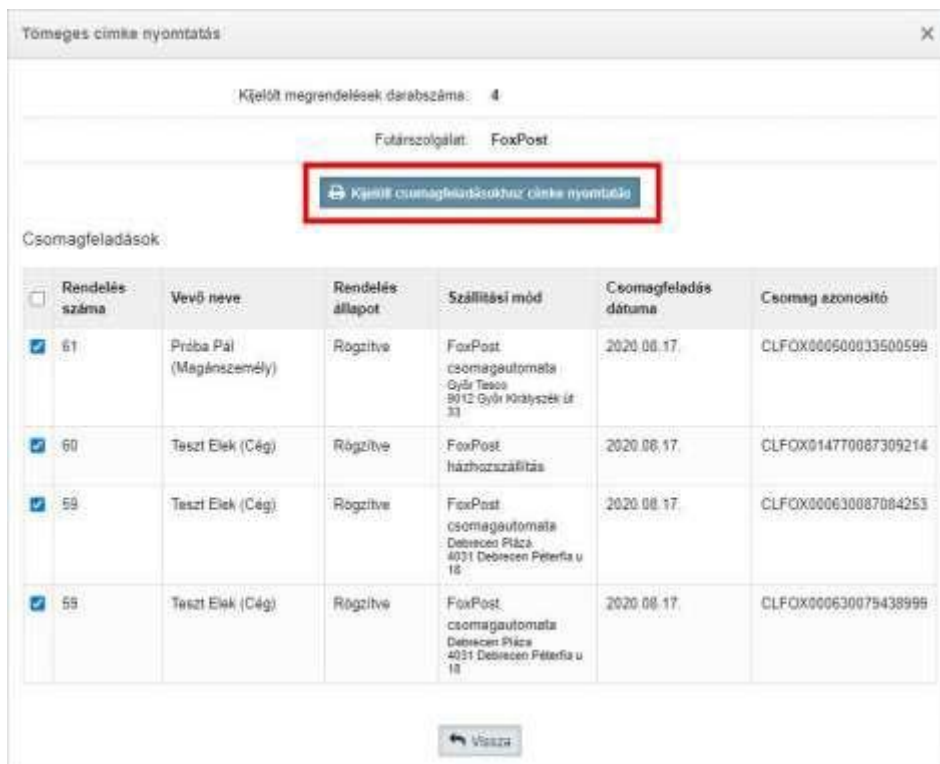 Tömeges címke nyomtatás
Kijelölt megrendelések darabszáma: 4
Futárszolgálat: FoxPost
Kijelölt csomagfeladásokhoz címke nyomtatás
Csomagfeladások
Rendelés száma Vevő neve Rendelés állapot Szállítási mód Csomagfeladás dátuma Csomag azonosító
61 Próba Pál (Magánszemély) Rögzítve FoxPost csomagautomata 2020.08.17. CLFOX000500033500599
Győr Tesco
9012 Győr Királyszék út
33
60 Teszt Elek (Cég) Rögzítve FoxPost házhozszállítás 2020.08.17. CLFOX014770087309214
59 Teszt Elek (Cég) Rögzítve FoxPost csomagautomata 2020.08.17. CLFOX000630087084253
Debrecen Pláza
4031 Debrecen Péterfia u
18
59 Teszt Elek (Cég) Rögzítve FoxPost csomagautomata 2020.08.17. CLFOX000630079438999
Debrecen Pláza
4031 Debrecen Péterfia u
18
Vissza